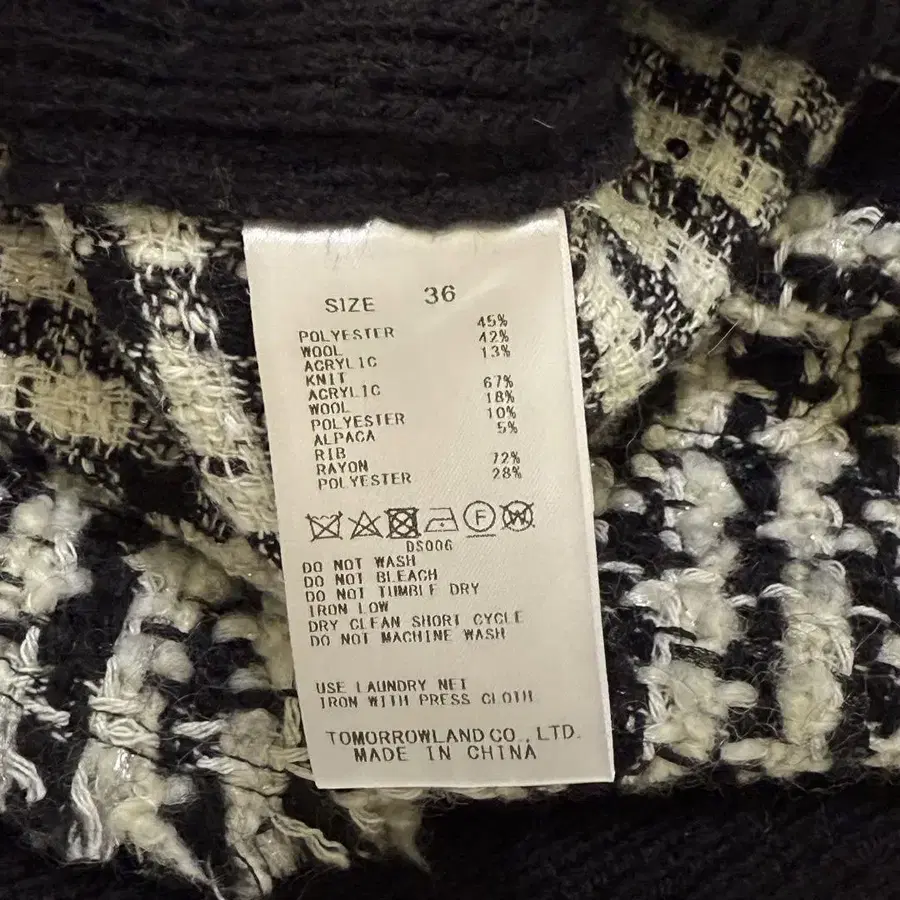 SIZE 36
POLYESTER 45%
WOOL 42%
ACRYLIC 13%
KNIT
ACRYLIC 67%
WOOL 18%
POLYESTER 10%
ALPACA 5%
RIB
RAYON 72%
POLYESTER 28%
F W
DS006
DO NOT WASH
DO NOT BLEACH
DO NOT TUMBLE DRY
IRON LOW
DRY CLEAN SHORT CYCLE
DO NOT MACHINE WASH
USE LAUNDRY NET
IRON WITH PRESS CLOTH
TOMORROWLAND CO., LTD.
MADE IN CHINA